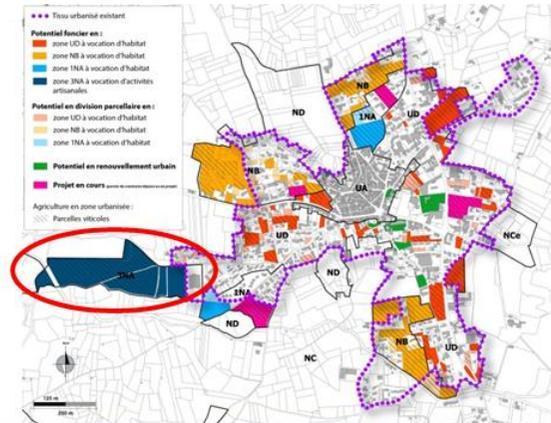 Tissu urbanisé existant
Potentiel foncier en :
zone UD à vocation d'habitat
zone NB à vocation d'habitat
zone 1NA à vocation d'habitat
zone 3NA à vocation d'activités
artisanales
Potentiel en division parcellaire en :
zone UD à vocation d'habitat
zone NB à vocation d'habitat
zone 1NA à vocation d'habitat
Potentiel en renouvellement urbain
Projet en cours
Agriculture en zone urbanisée :
Parcelles viticoles
ND
NB
1NA
UD
NB
UA
UD
NCe
3NA
1NA
ND
ND
NC
NB
UD
125 m
250 m